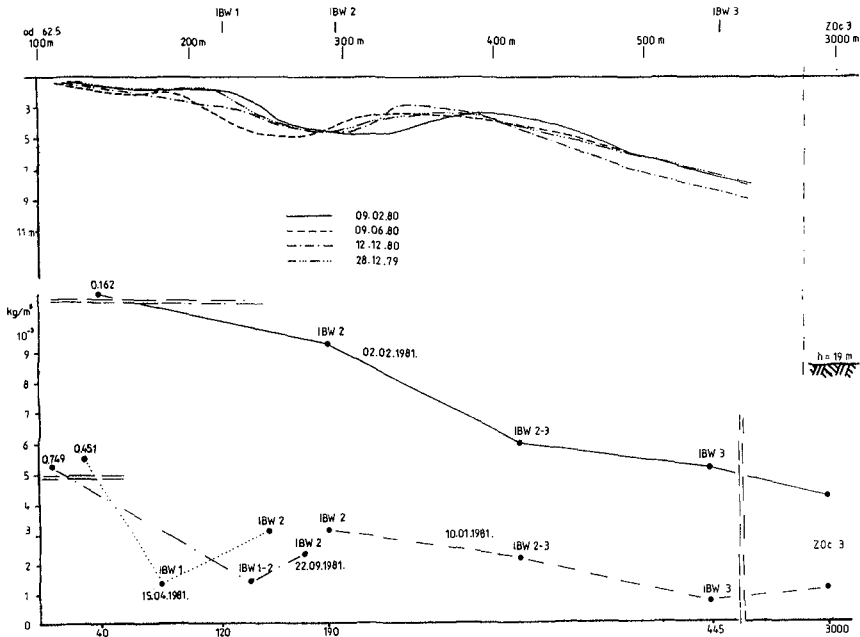 IBW 1 IBW 2 IBW 3
od 62.5 ZOc 3
100m 200m 300m 400m 500m 3000 m
3
5
7
9
11 m
09.02.80
09.06.80
12.12.80
28.12.79
0.162
kg/m³
10⁻³
IBW 2
02.02.1981.
h = 19 m
9
8
7
6
5
4
3
2
1
0
IBW 2-3
IBW 3
0.749 0.451
IBW 2 IBW 2
10.01.1981.
ZOc 3
IBW 2 IBW 2-3
IBW 1 IBW 1-2 22.09.1981.
15.04.1981. IBW 3
40 120 190 445 3000